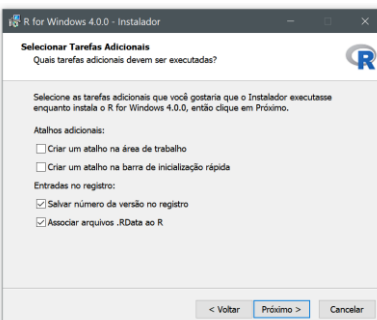 R for Windows 4.0.0 - Instalador
Selecionar Tarefas Adicionais
Quais tarefas adicionais devem ser executadas?
R
Selecione as tarefas adicionais que você gostaria que o Instalador executasse
enquanto instala o R for Windows 4.0.0, então clique em Próximo.
Atalhos adicionais:
Criar um atalho na área de trabalho
Criar um atalho na barra de inicialização rápida
Entradas no registro:
Salvar número da versão no registro
Associar arquivos .RData ao R
< Voltar
Próximo >
Cancelar